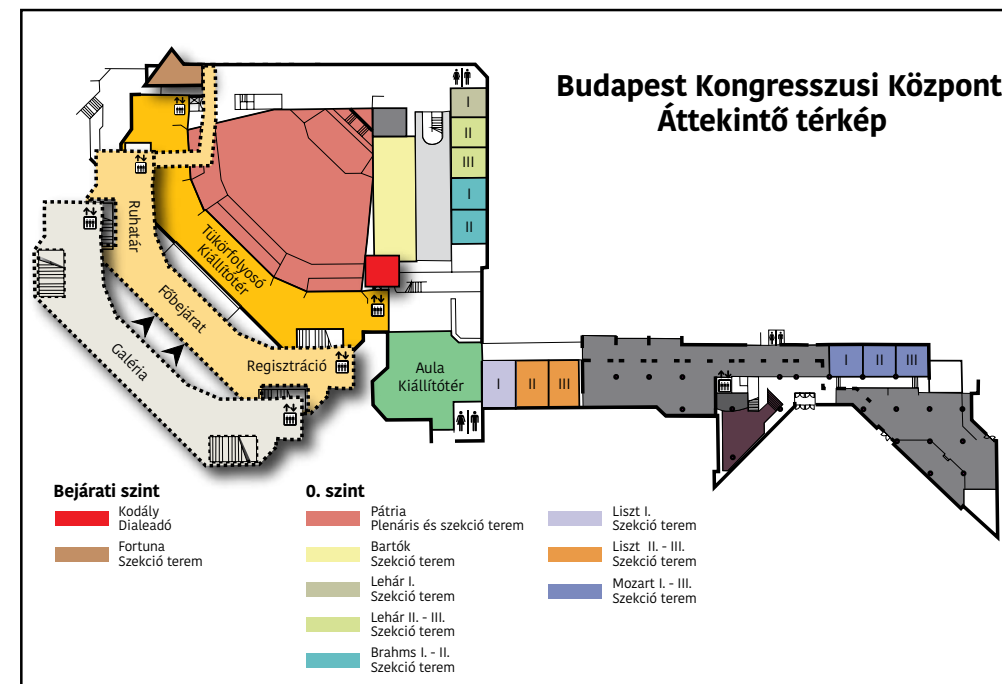 Budapest Kongresszusi Központ
Áttekintő térkép
I
II
III
I
II
Ruhatár
Tükörfolyosó
Kiállítótér
Főbejárat
Galéria
Regisztráció
Aula
Kiállítótér
I
II
III
I
II
III
Bejárati szint
Kodály
Dialeadó
Fortuna
Szekció terem
0. szint
Pátria
Plenáris és szekció terem
Bartók
Szekció terem
Lehár I.
Szekció terem
Lehár II. - III.
Szekció terem
Brahms I. - II.
Szekció terem
Liszt I.
Szekció terem
Liszt II. - III.
Szekció terem
Mozart I. - III.
Szekció terem